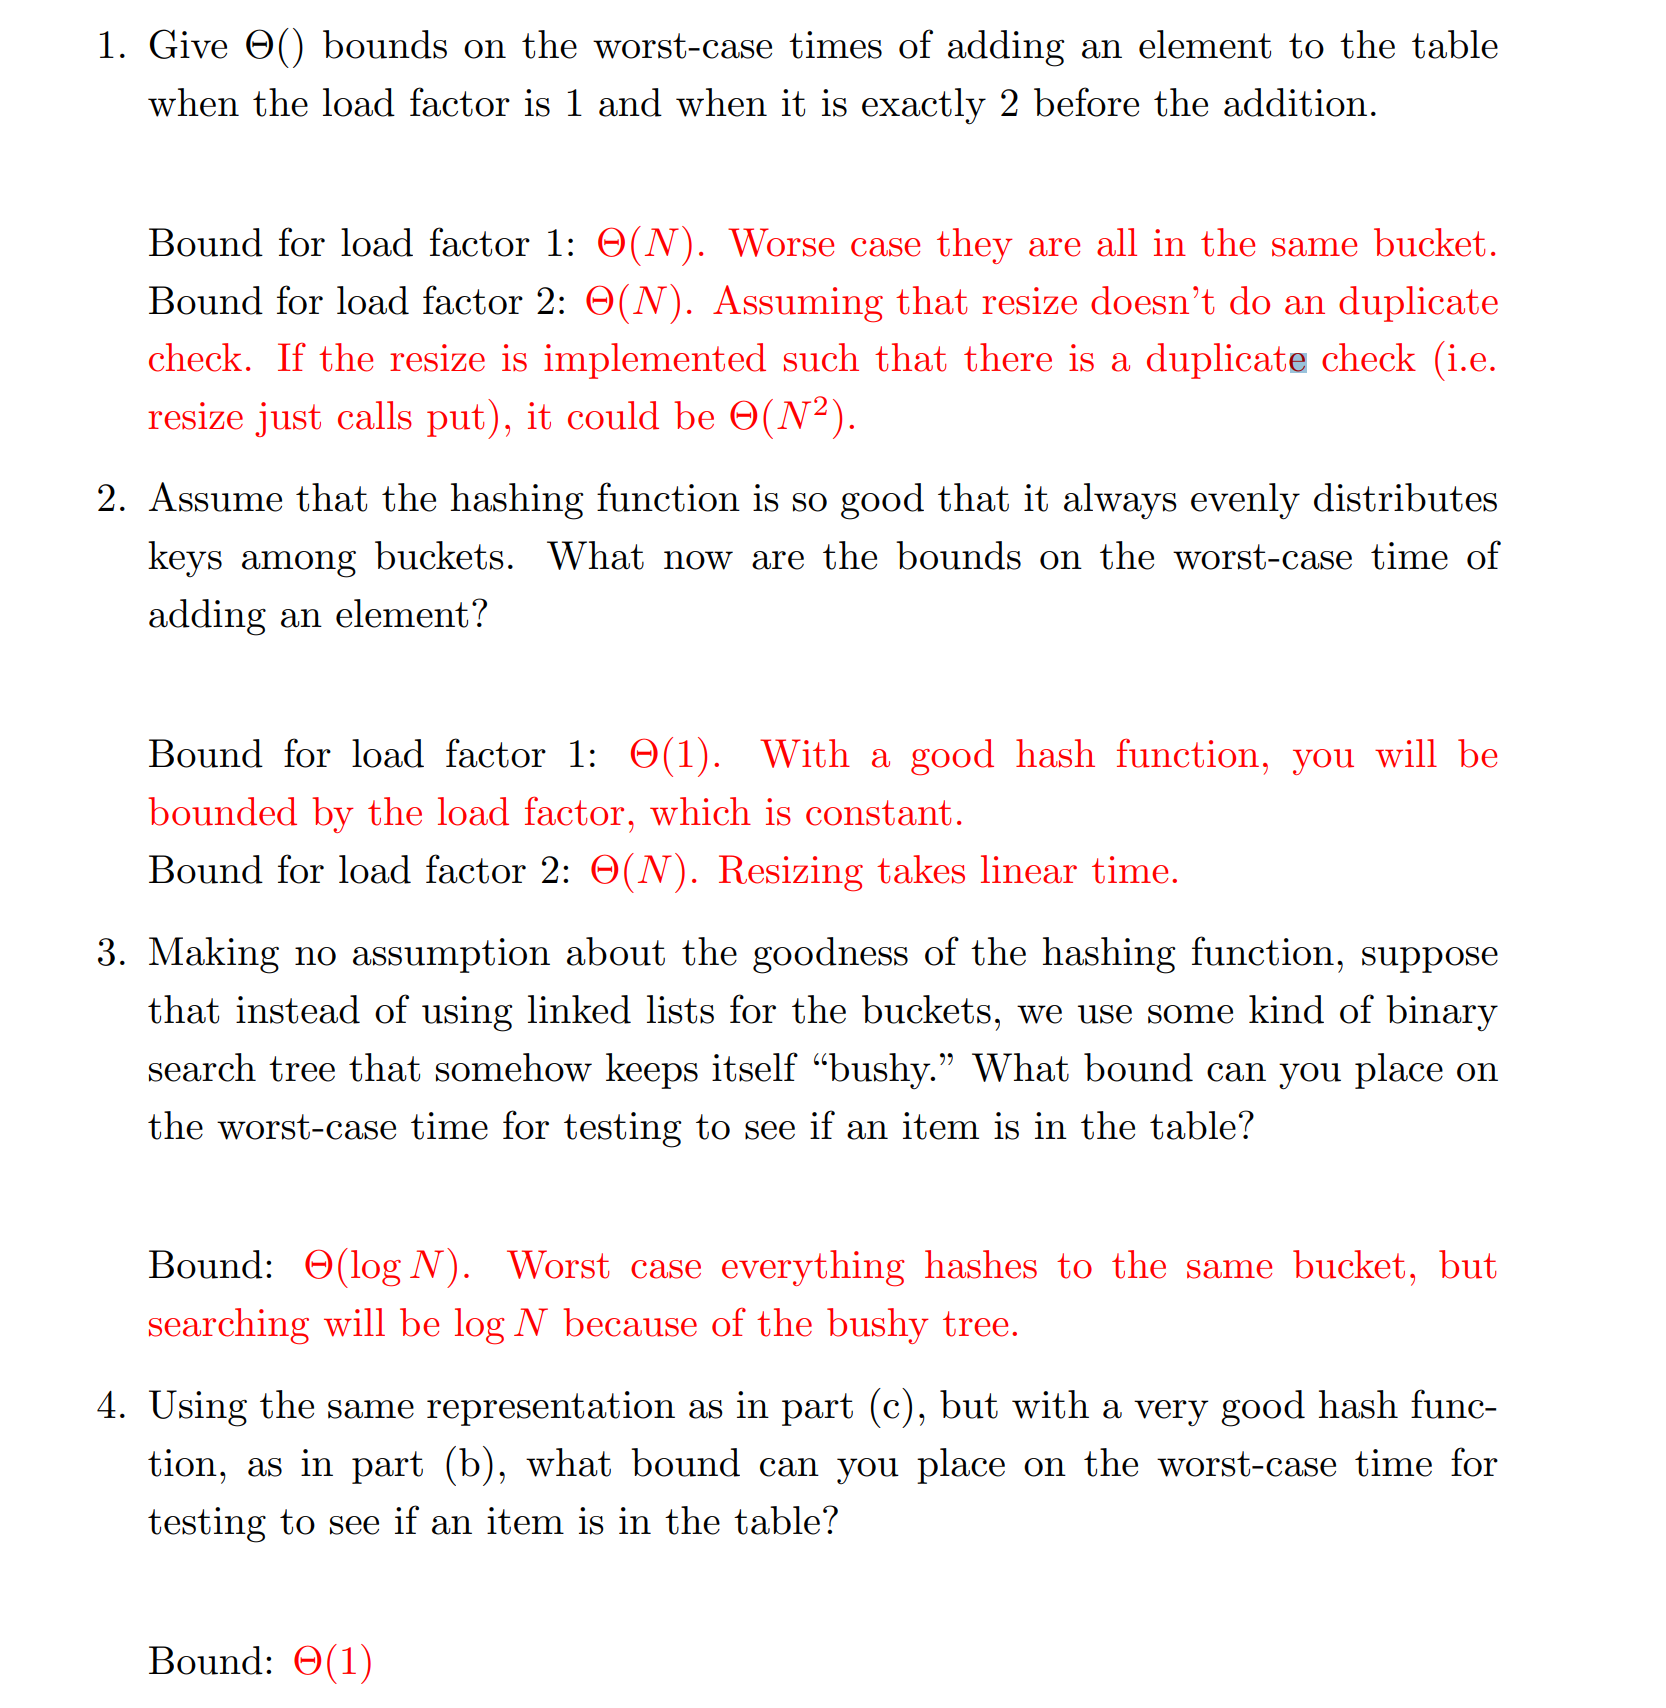 1. Give Θ() bounds on the worst-case times of adding an element to the table
when the load factor is 1 and when it is exactly 2 before the addition.
Bound for load factor 1: Θ(N). Worse case they are all in the same bucket.
Bound for load factor 2: Θ(N). Assuming that resize doesn't do an duplicate
check. If the resize is implemented such that there is a duplicate check (i.e.
resize just calls put), it could be Θ(N²).
2. Assume that the hashing function is so good that it always evenly distributes
keys among buckets. What now are the bounds on the worst-case time of
adding an element?
Bound for load factor 1: Θ(1). With a good hash function, you will be
bounded by the load factor, which is constant.
Bound for load factor 2: Θ(N). Resizing takes linear time.
3. Making no assumption about the goodness of the hashing function, suppose
that instead of using linked lists for the buckets, we use some kind of binary
search tree that somehow keeps itself “bushy.” What bound can you place on
the worst-case time for testing to see if an item is in the table?
Bound: Θ(log N). Worst case everything hashes to the same bucket, but
searching will be log N because of the bushy tree.
4. Using the same representation as in part (c), but with a very good hash func-
tion, as in part (b), what bound can you place on the worst-case time for
testing to see if an item is in the table?
Bound: Θ(1)